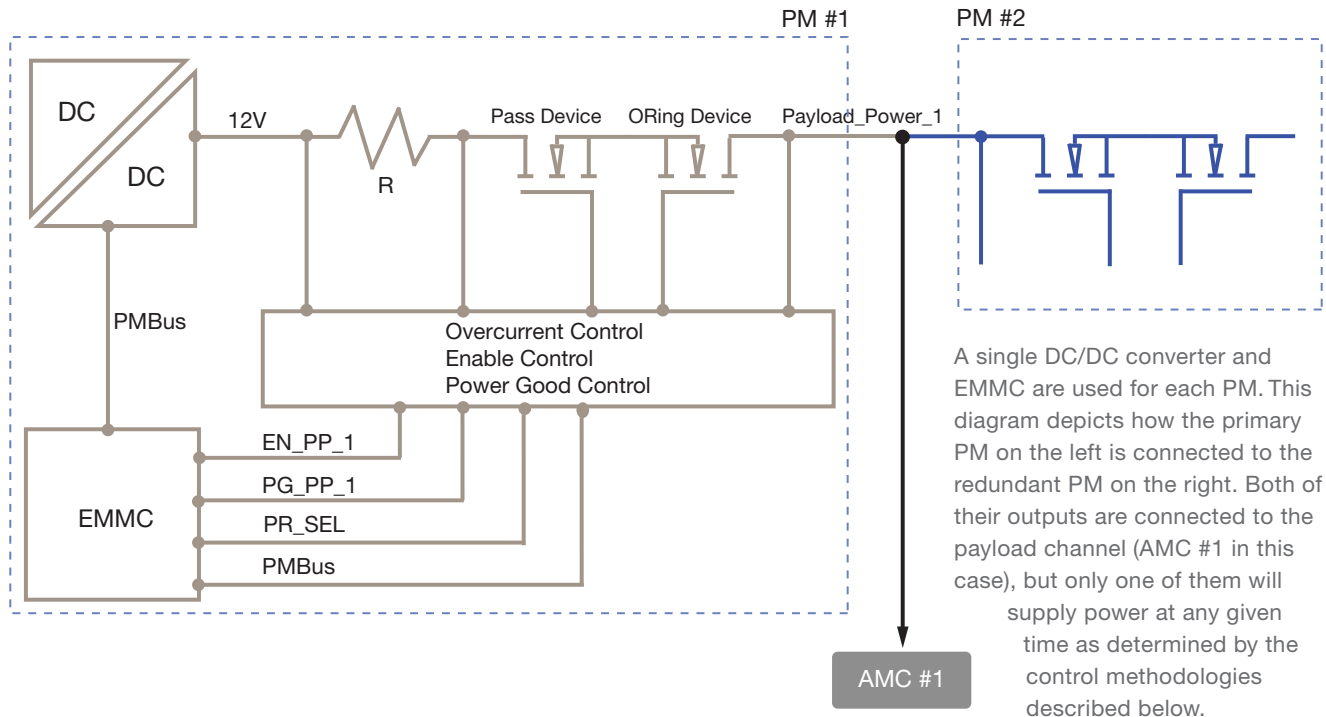 PM #1
PM #2
DC
DC
12V
R
Pass Device
ORing Device
Payload_Power_1
PMBus
Overcurrent Control
Enable Control
Power Good Control
EMMC
EN_PP_1
PG_PP_1
PR_SEL
PMBus
AMC #1
A single DC/DC converter and
EMMC are used for each PM. This
diagram depicts how the primary
PM on the left is connected to the
redundant PM on the right. Both of
their outputs are connected to the
payload channel (AMC #1 in this
case), but only one of them will
supply power at any given
time as determined by the
control methodologies
described below.